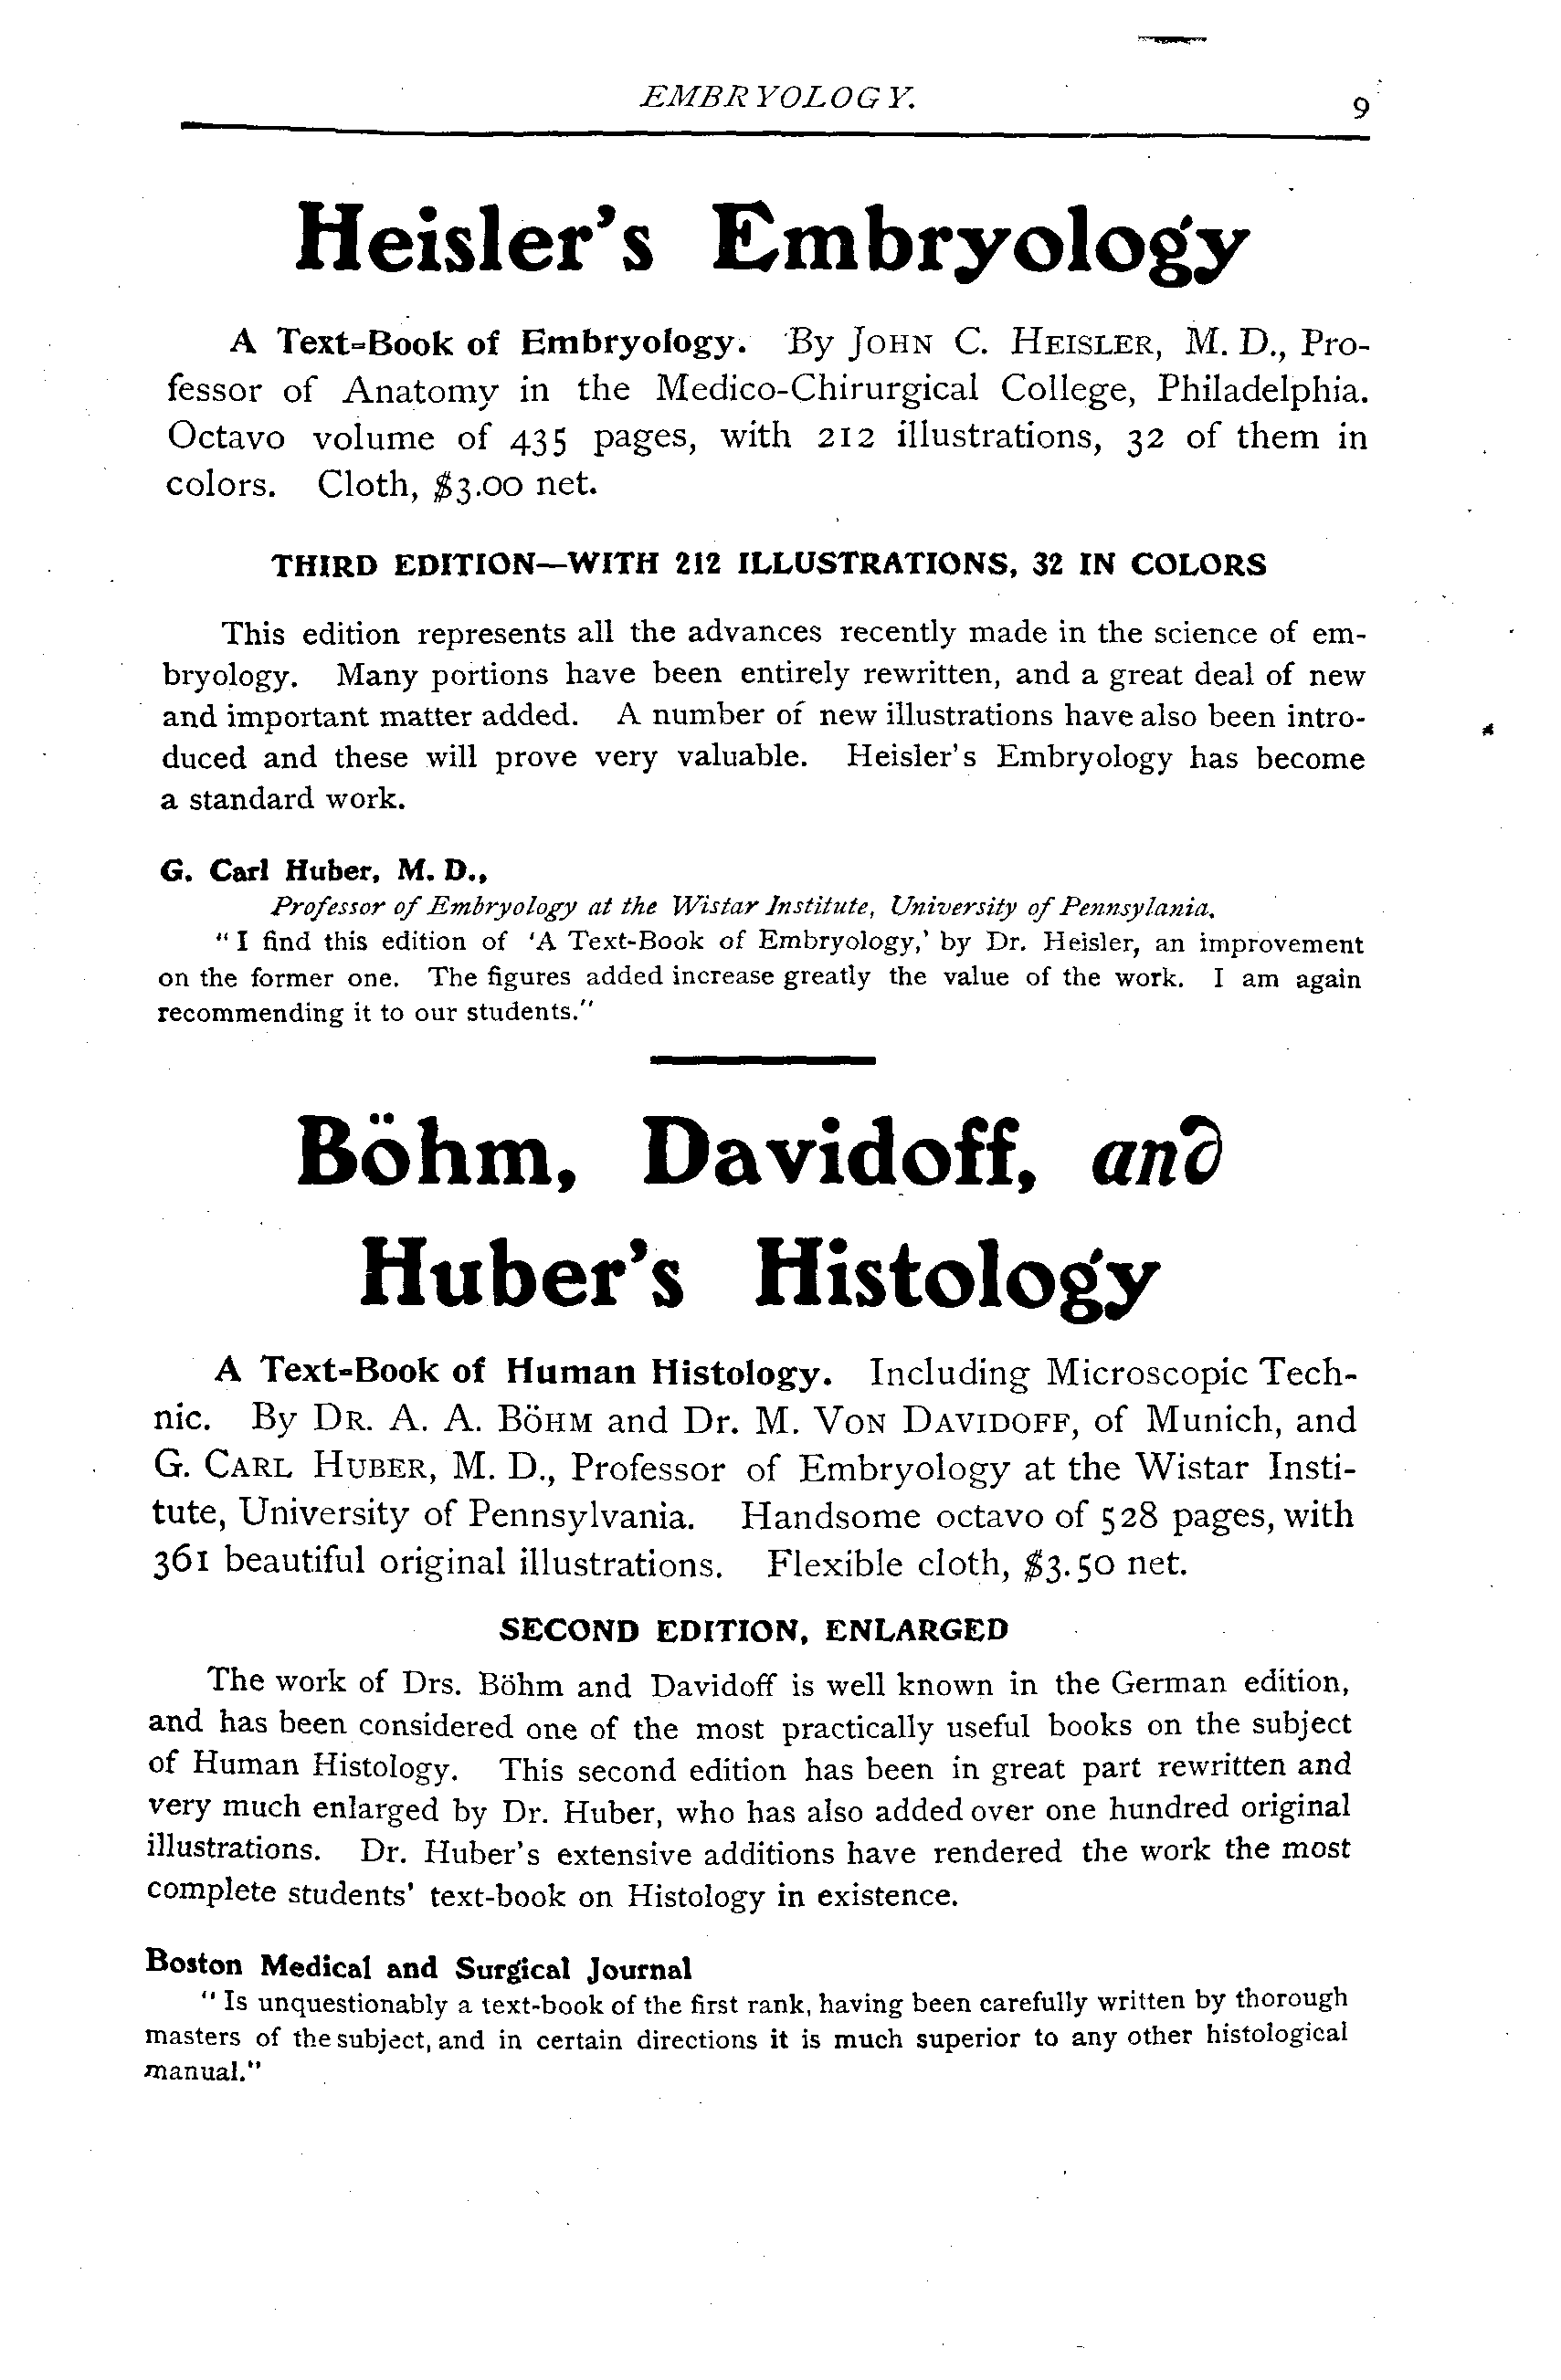 EMBRYOLOGY.
9
Heisler's Embryology
A Text-Book of Embryology. By JOHN C. HEISLER, M. D., Pro-
fessor of Anatomy in the Medico-Chirurgical College, Philadelphia.
Octavo volume of 435 pages, with 212 illustrations, 32 of them in
colors. Cloth, $3.00 net.
THIRD EDITION—WITH 212 ILLUSTRATIONS, 32 IN COLORS
This edition represents all the advances recently made in the science of em-
bryology. Many portions have been entirely rewritten, and a great deal of new
and important matter added. A number of new illustrations have also been intro-
duced and these will prove very valuable. Heisler's Embryology has become
a standard work.
G. Carl Huber, M. D.,
Professor of Embryology at the Wistar Institute, University of Pennsylania.
"I find this edition of 'A Text-Book of Embryology,' by Dr. Heisler, an improvement
on the former one. The figures added increase greatly the value of the work. I am again
recommending it to our students."
Böhm, Davidoff, and
Huber's Histology
A Text-Book of Human Histology. Including Microscopic Tech-
nic. By DR. A. A. BÖHM and Dr. M. VON DAVIDOFF, of Munich, and
G. CARL HUBER, M. D., Professor of Embryology at the Wistar Insti-
tute, University of Pennsylvania. Handsome octavo of 528 pages, with
361 beautiful original illustrations. Flexible cloth, $3.50 net.
SECOND EDITION, ENLARGED
The work of Drs. Böhm and Davidoff is well known in the German edition,
and has been considered one of the most practically useful books on the subject
of Human Histology. This second edition has been in great part rewritten and
very much enlarged by Dr. Huber, who has also added over one hundred original
illustrations. Dr. Huber's extensive additions have rendered the work the most
complete students' text-book on Histology in existence.
Boston Medical and Surgical Journal
"Is unquestionably a text-book of the first rank, having been carefully written by thorough
masters of the subject, and in certain directions it is much superior to any other histological
manual."